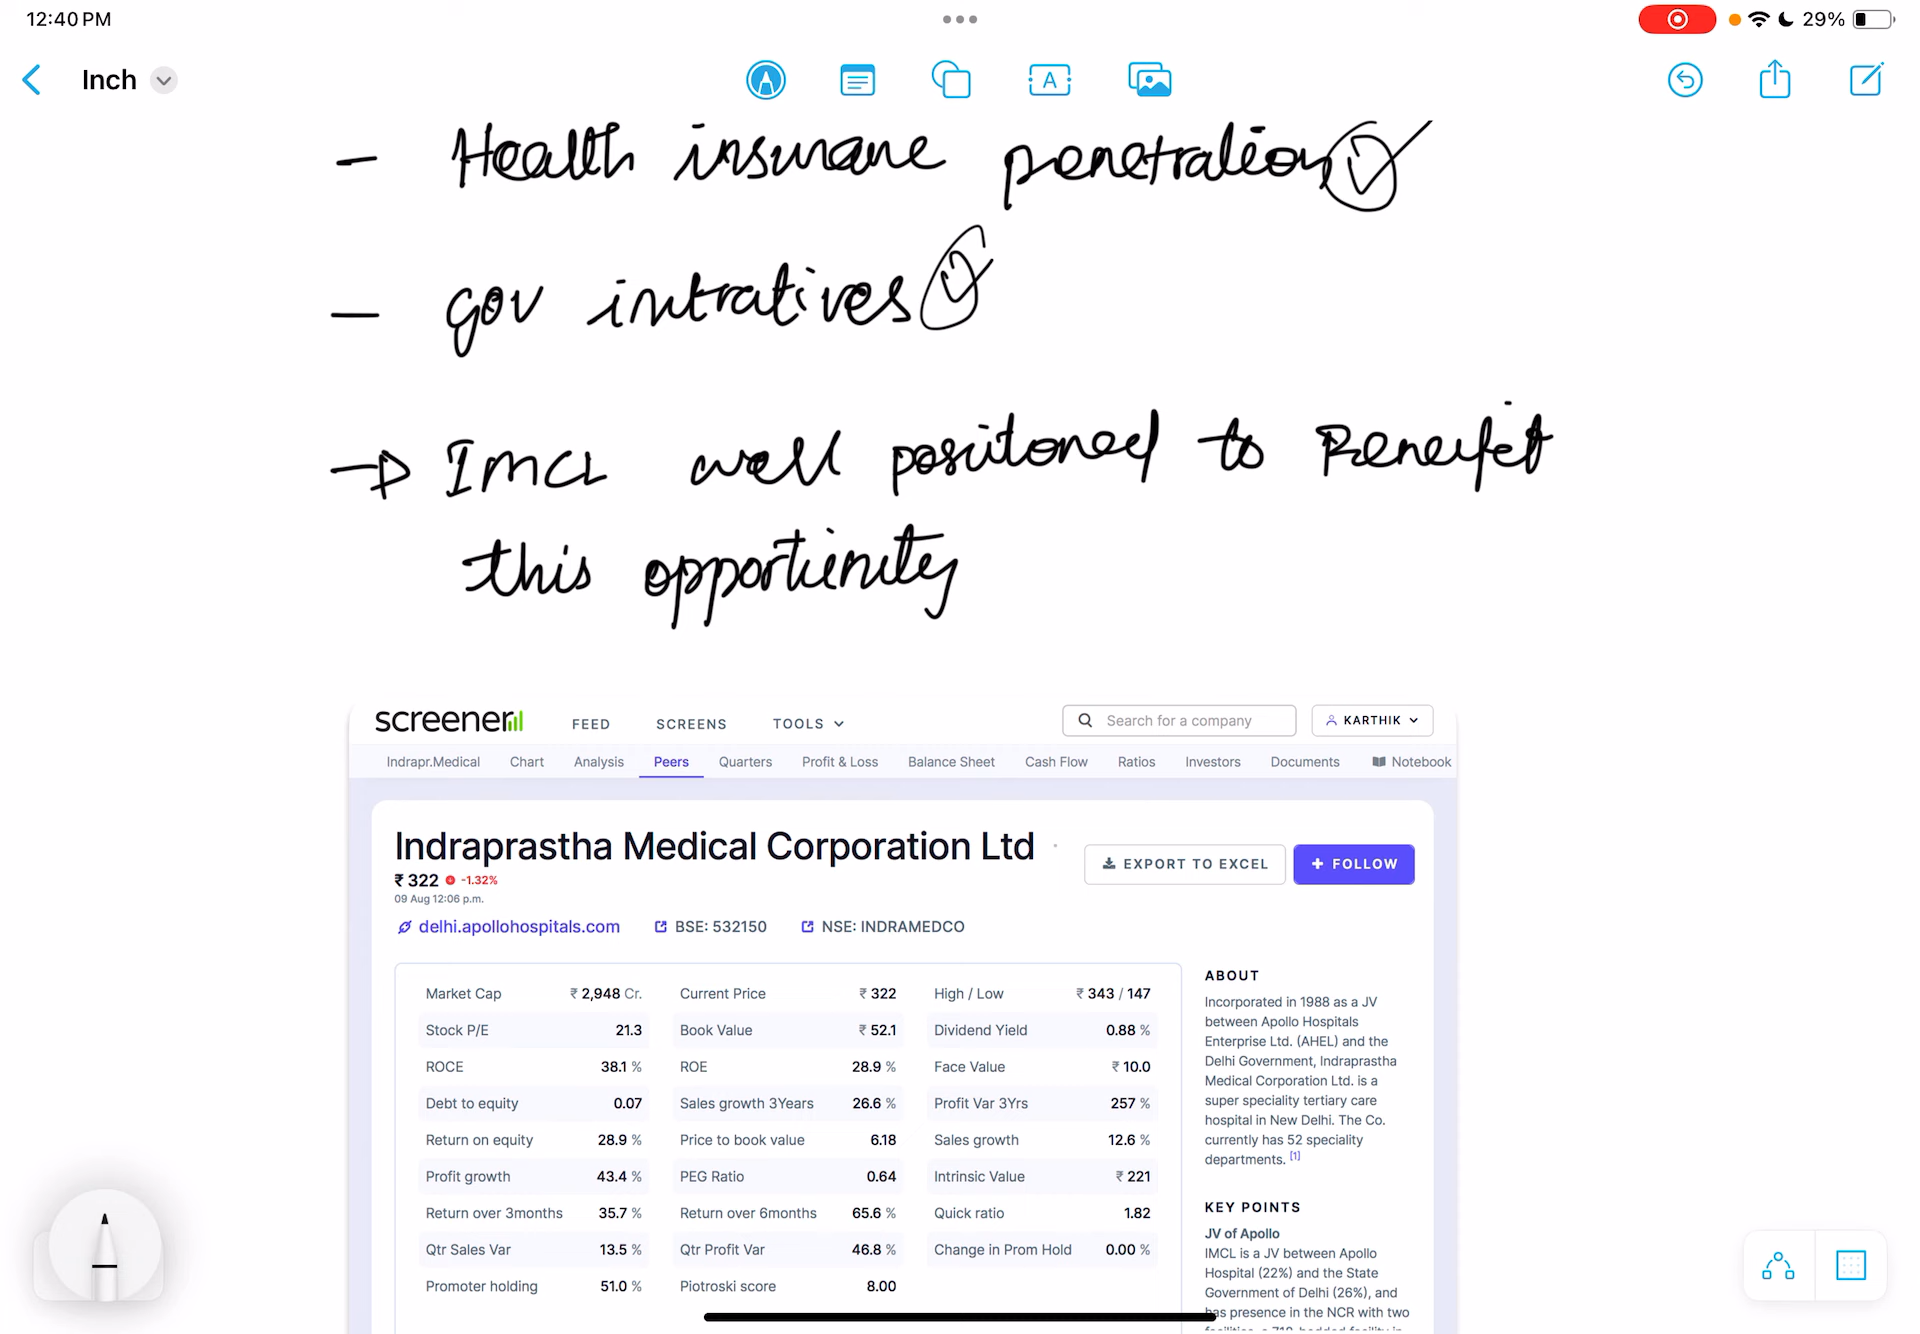 12:40 PM
29%
Inch
A
- Health insurance penetration
- gov intratives
→ IMCL well positoned to Benefit
this opportunity
screener
FEED SCREENS TOOLS
Search for a company
KARTHIK
Indrapr.Medical Chart Analysis Peers Quarters Profit & Loss Balance Sheet Cash Flow Ratios Investors Documents Notebook
Indraprastha Medical Corporation Ltd
EXPORT TO EXCEL
+ FOLLOW
₹ 322 -1.32%
09 Aug 12:06 p.m.
delhi.apollohospitals.com BSE: 532150 NSE: INDRAMEDCO
Market Cap ₹ 2,948 Cr. Current Price ₹ 322 High / Low ₹ 343 / 147
Stock P/E 21.3 Book Value ₹ 52.1 Dividend Yield 0.88 %
ROCE 38.1 % ROE 28.9 % Face Value ₹ 10.0
Debt to equity 0.07 Sales growth 3Years 26.6 % Profit Var 3Yrs 257 %
Return on equity 28.9 % Price to book value 6.18 Sales growth 12.6 %
Profit growth 43.4 % PEG Ratio 0.64 Intrinsic Value ₹ 221
Return over 3months 35.7 % Return over 6months 65.6 % Quick ratio 1.82
Qtr Sales Var 13.5 % Qtr Profit Var 46.8 % Change in Prom Hold 0.00 %
Promoter holding 51.0 % Piotroski score 8.00
ABOUT
Incorporated in 1988 as a JV
between Apollo Hospitals
Enterprise Ltd. (AHEL) and the
Delhi Government, Indraprastha
Medical Corporation Ltd. is a
super speciality tertiary care
hospital in New Delhi. The Co.
currently has 52 speciality
departments. [1]
KEY POINTS
JV of Apollo
IMCL is a JV between Apollo
Hospital (22%) and the State
Government of Delhi (26%), and
has presence in the NCR with two